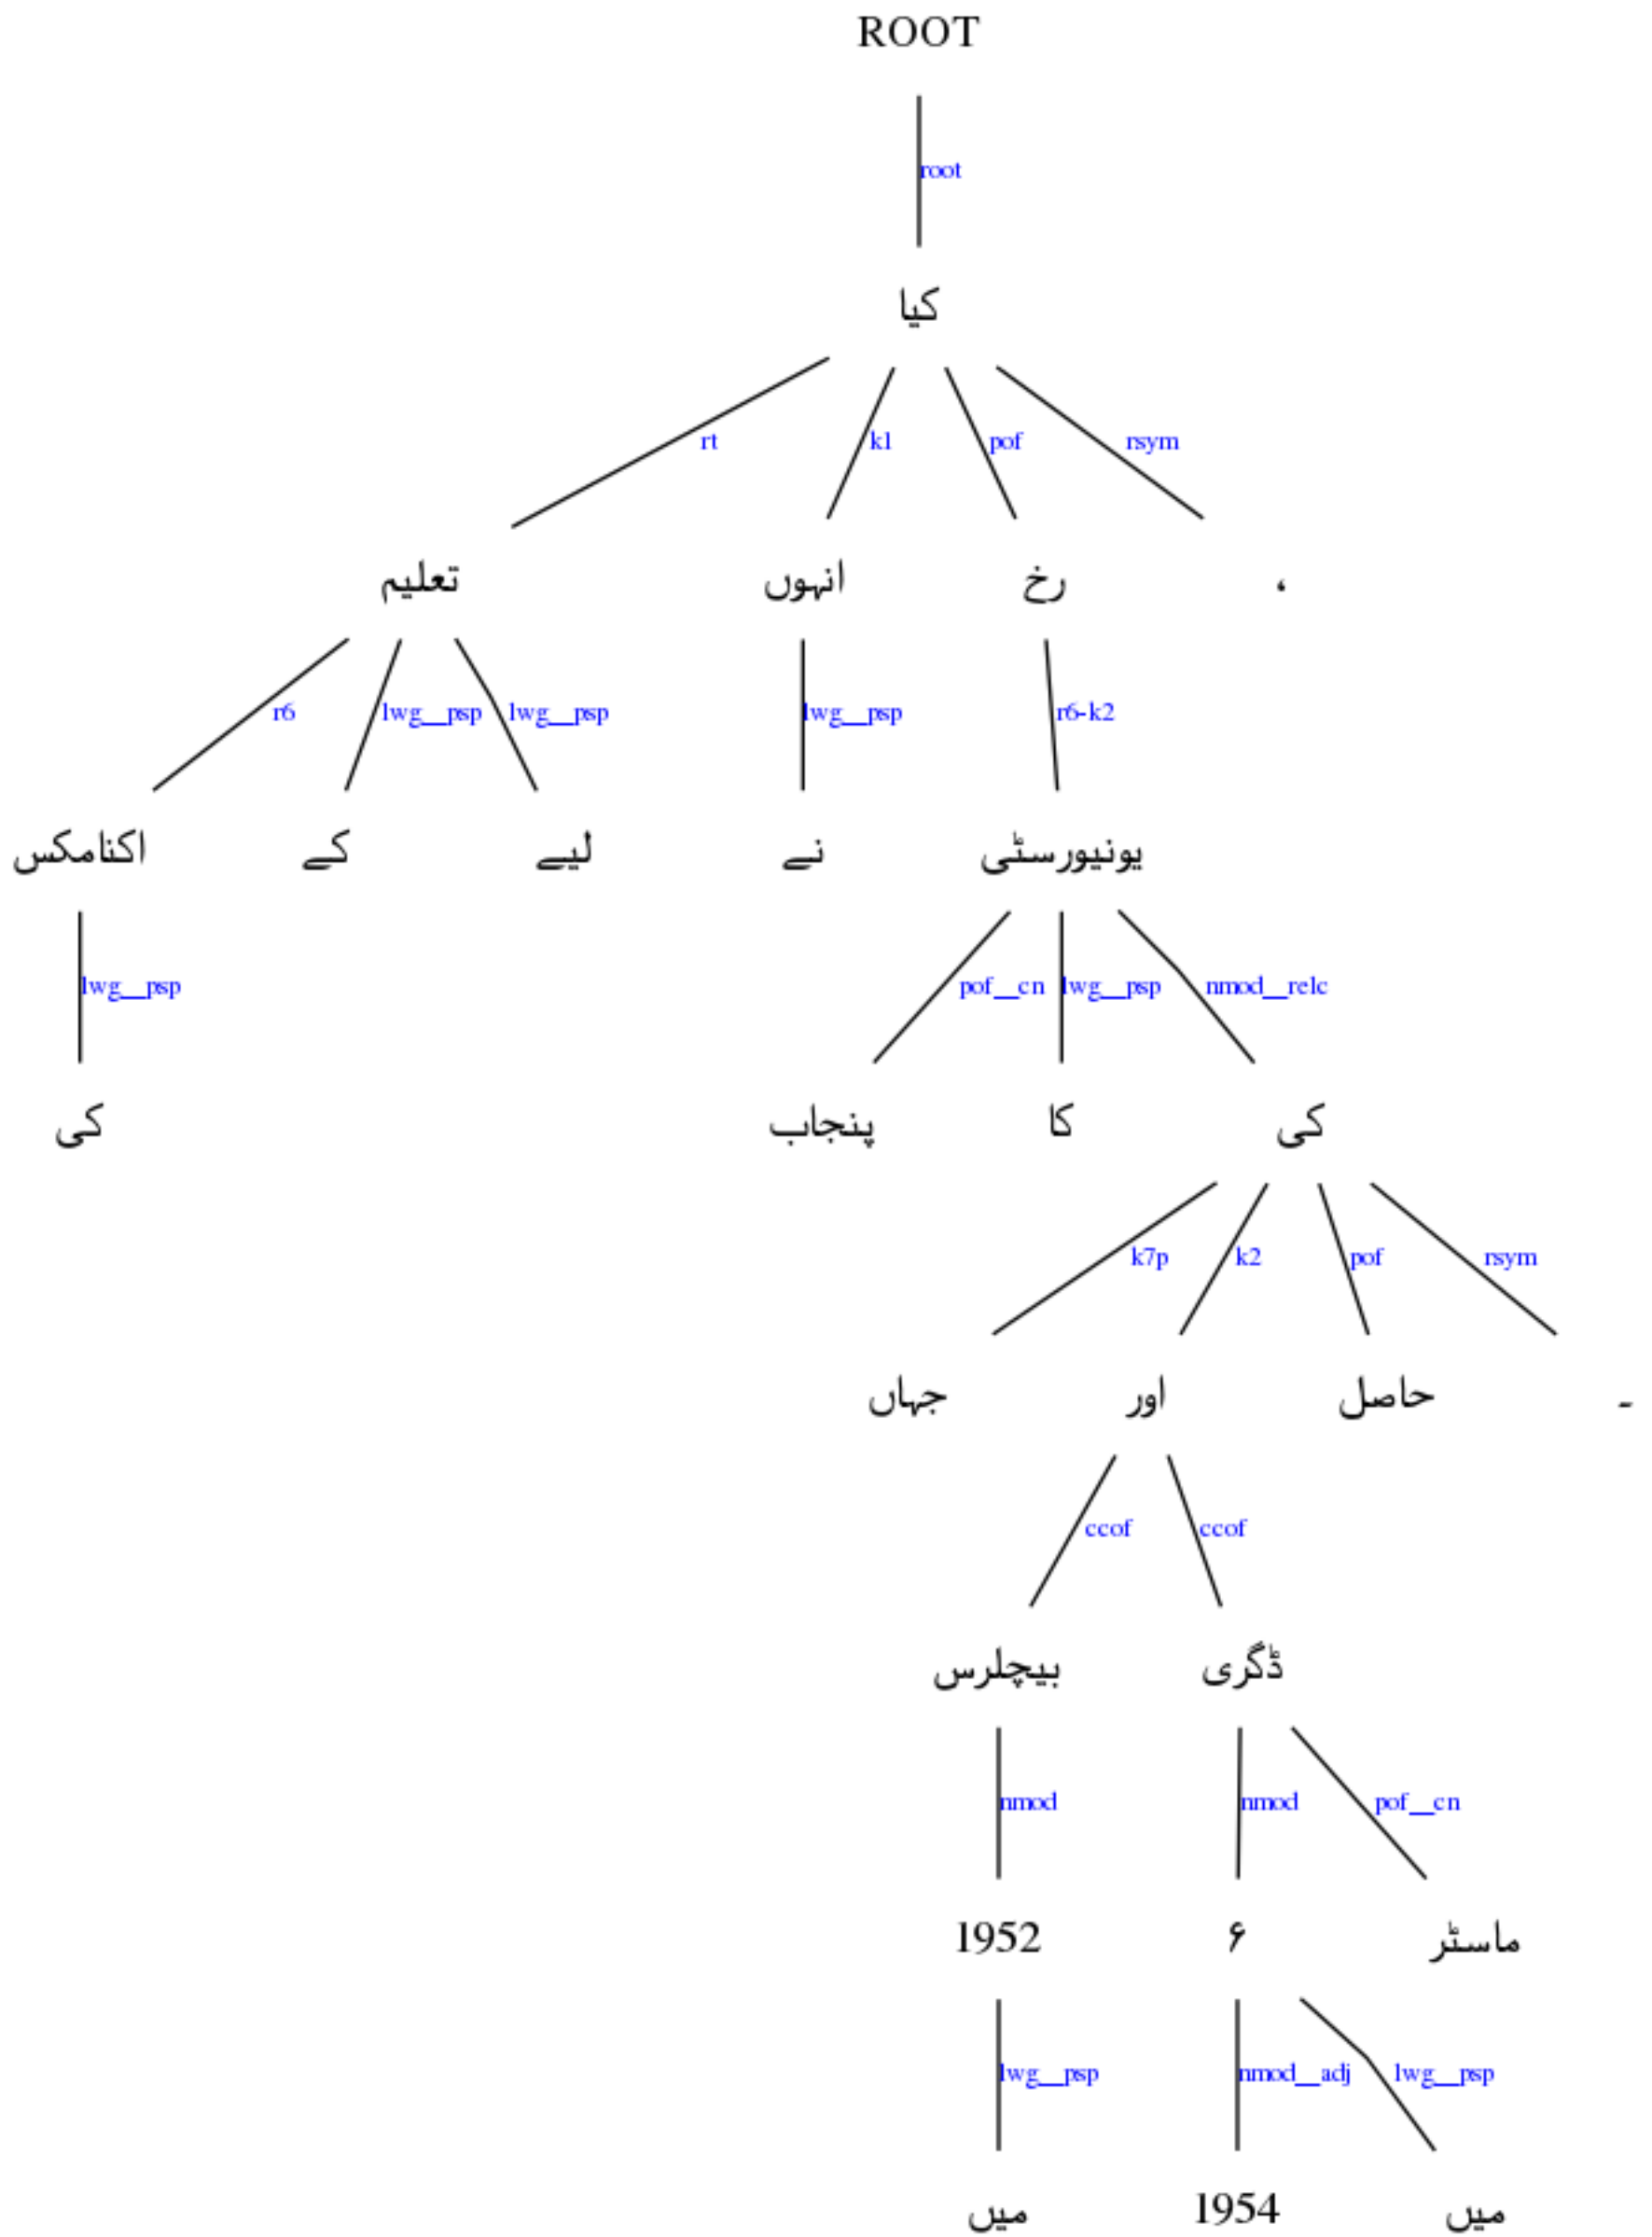 ROOT
root
کیا
rt k1 pof rsym
تعلیم انہوں رخ ،
r6 lwg__psp lwg__psp lwg__psp r6-k2
اکنامکس کے لیے نے یونیورسٹی
lwg__psp pof__cn lwg__psp nmod__relc
کی پنجاب کا کی
k7p k2 pof rsym
جہاں اور حاصل ۔
ccof ccof
بیچلرس ڈگری
nmod nmod pof__cn
1952 ۶ ماسٹر
lwg__psp nmod__adj lwg__psp
میں 1954 میں